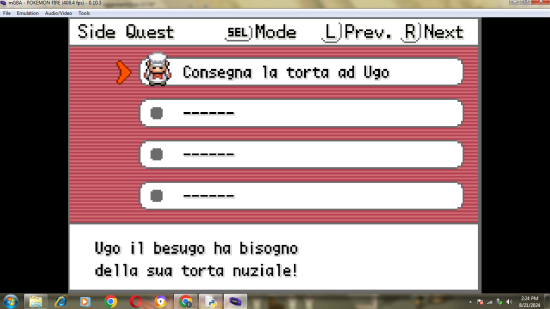 mGBA - POKEMON FIRE (408.4 fps) - 0.10.3
File Emulation Audio/Video Tools
Side Quest SEL Mode L Prev. R Next
Consegna la torta ad Ugo
------
------
------
Ugo il besugo ha bisogno
della sua torta nuziale!
2:24 PM
8/21/2024